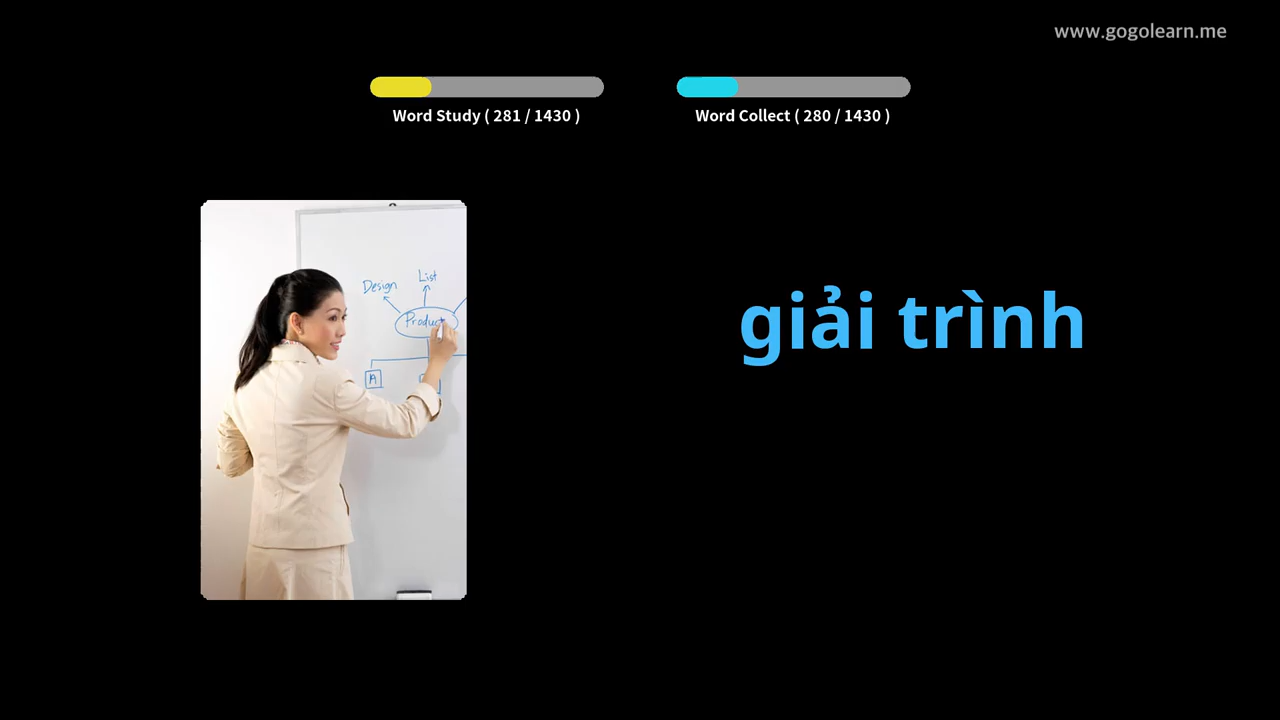 www.gogolearn.me
Word Study ( 281 / 1430 )
Word Collect ( 280 / 1430 )
giải trình
List
Design
Product
A